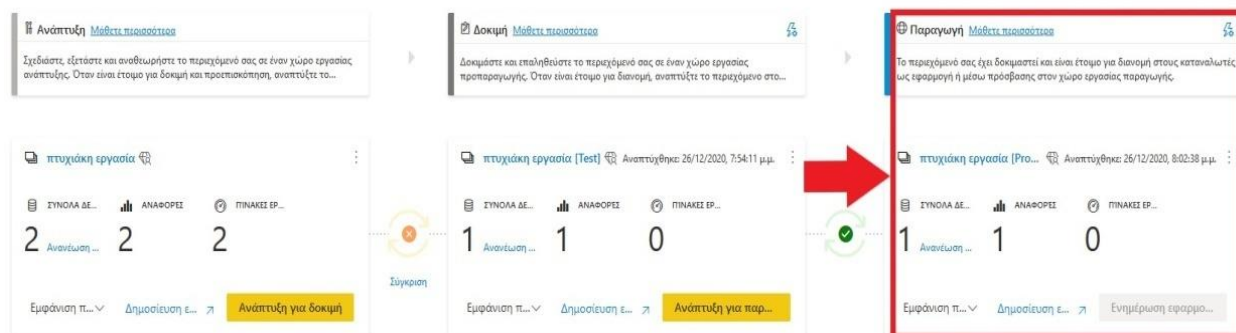 Ανάπτυξη Μάθετε περισσότερα
Σχεδιάστε, εξετάστε και αναθεωρήστε το περιεχόμενό σας σε έναν χώρο εργασίας
ανάπτυξης. Όταν είναι έτοιμο για δοκιμή και προεπισκόπηση, αναπτύξτε το...
Δοκιμή Μάθετε περισσότερα
Δοκιμάστε και επαληθεύστε το περιεχόμενό σας σε έναν χώρο εργασίας
προπαραγωγής. Όταν είναι έτοιμο για διανομή, αναπτύξτε το περιεχόμενο στο...
Παραγωγή Μάθετε περισσότερα
Το περιεχόμενό σας έχει δοκιμαστεί και είναι έτοιμο για διανομή στους καταναλωτές
ως εφαρμογή ή μέσω πρόσβασης στον χώρο εργασίας παραγωγής.
πτυχιάκη εργασία
ΣΥΝΟΛΑ ΔΕ... ΑΝΑΦΟΡΕΣ ΠΙΝΑΚΕΣ ΕΡ...
2 Ανανέωση ... 2 2
Εμφάνιση π... Δημοσίευση ε... Ανάπτυξη για δοκιμή
Σύγκριση
πτυχιάκη εργασία [Test] Αναπτύχθηκε: 26/12/2020, 7:54:11 μ.μ.
ΣΥΝΟΛΑ ΔΕ... ΑΝΑΦΟΡΕΣ ΠΙΝΑΚΕΣ ΕΡ...
1 Ανανέωση ... 1 0
Εμφάνιση π... Δημοσίευση ε... Ανάπτυξη για παρ...
πτυχιάκη εργασία [Pro... Αναπτύχθηκε: 26/12/2020, 8:02:38 μ.μ.
ΣΥΝΟΛΑ ΔΕ... ΑΝΑΦΟΡΕΣ ΠΙΝΑΚΕΣ ΕΡ...
1 Ανανέωση ... 1 0
Εμφάνιση π... Δημοσίευση ε... Ενημέρωση εφαρμο...